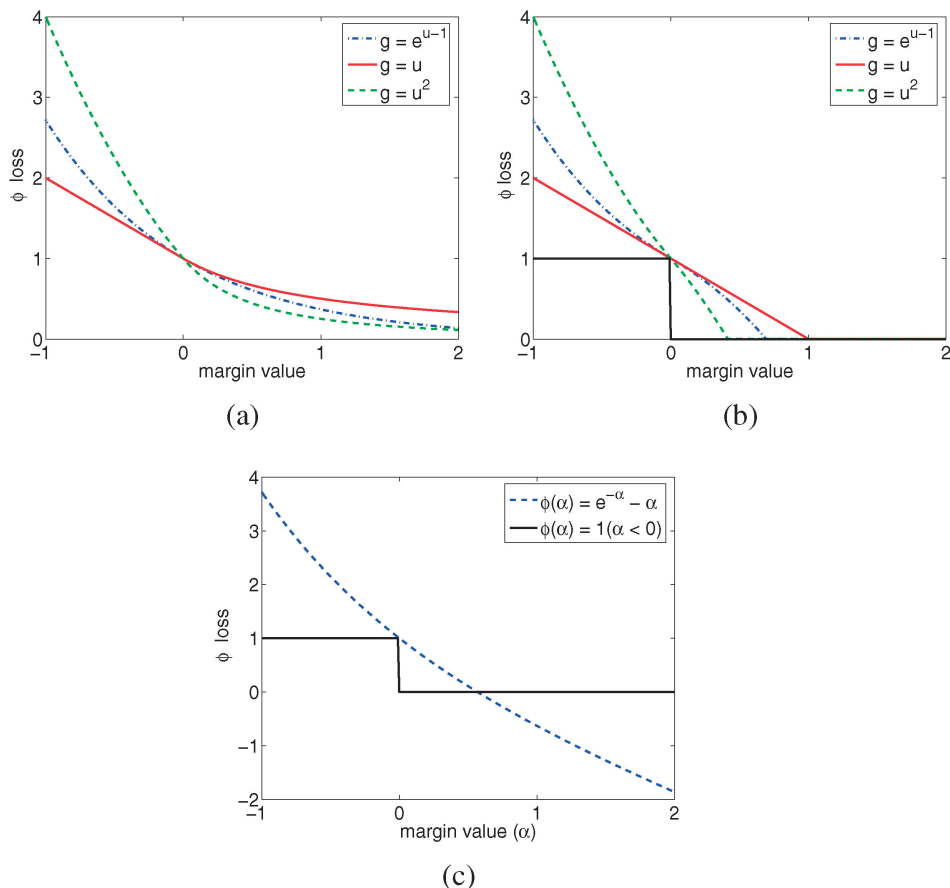 4
3
2
1
0
−1
0
1
2
ϕ loss
margin value
g = e^{u−1}
g = u
g = u^2
(a)
4
3
2
1
0
−1
0
1
2
ϕ loss
margin value
g = e^{u−1}
g = u
g = u^2
(b)
4
3
2
1
0
−1
−2
−1
0
1
2
ϕ loss
margin value (α)
ϕ(α) = e^{−α} − α
ϕ(α) = 1(α < 0)
(c)